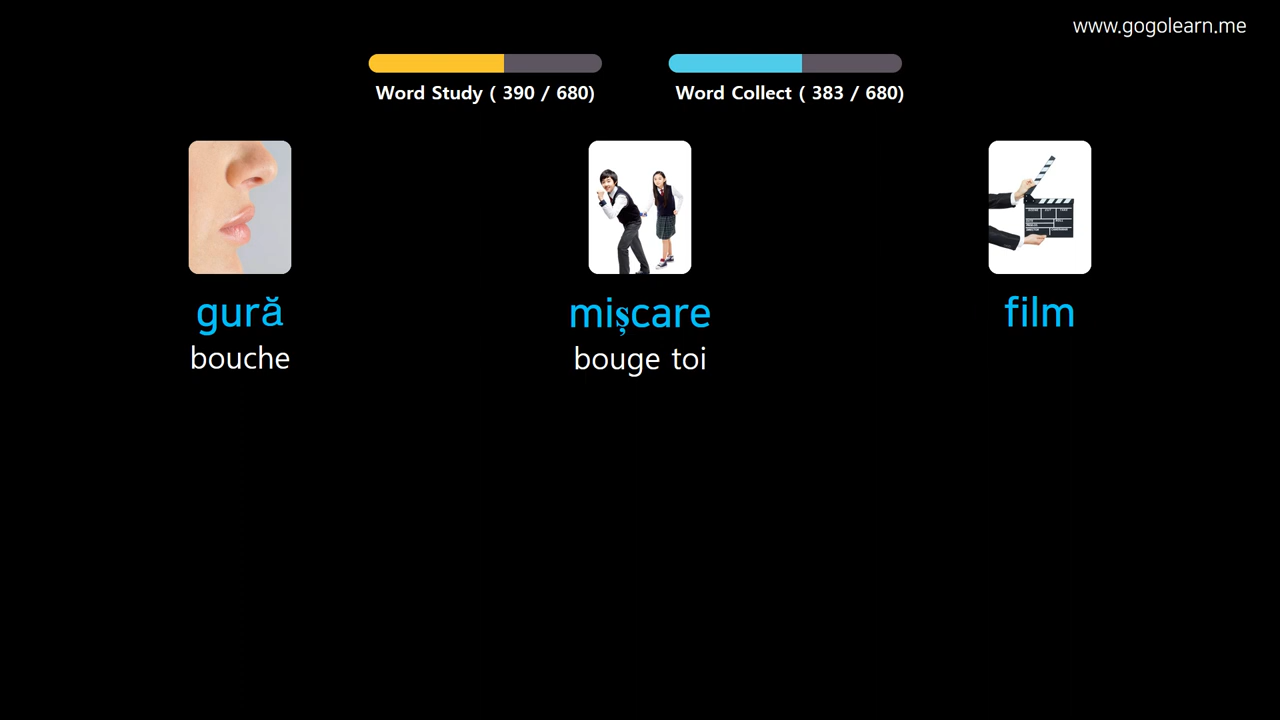 www.gogolearn.me
Word Study ( 390 / 680)
Word Collect ( 383 / 680)
gură
mișcare
film
bouche
bouge toi